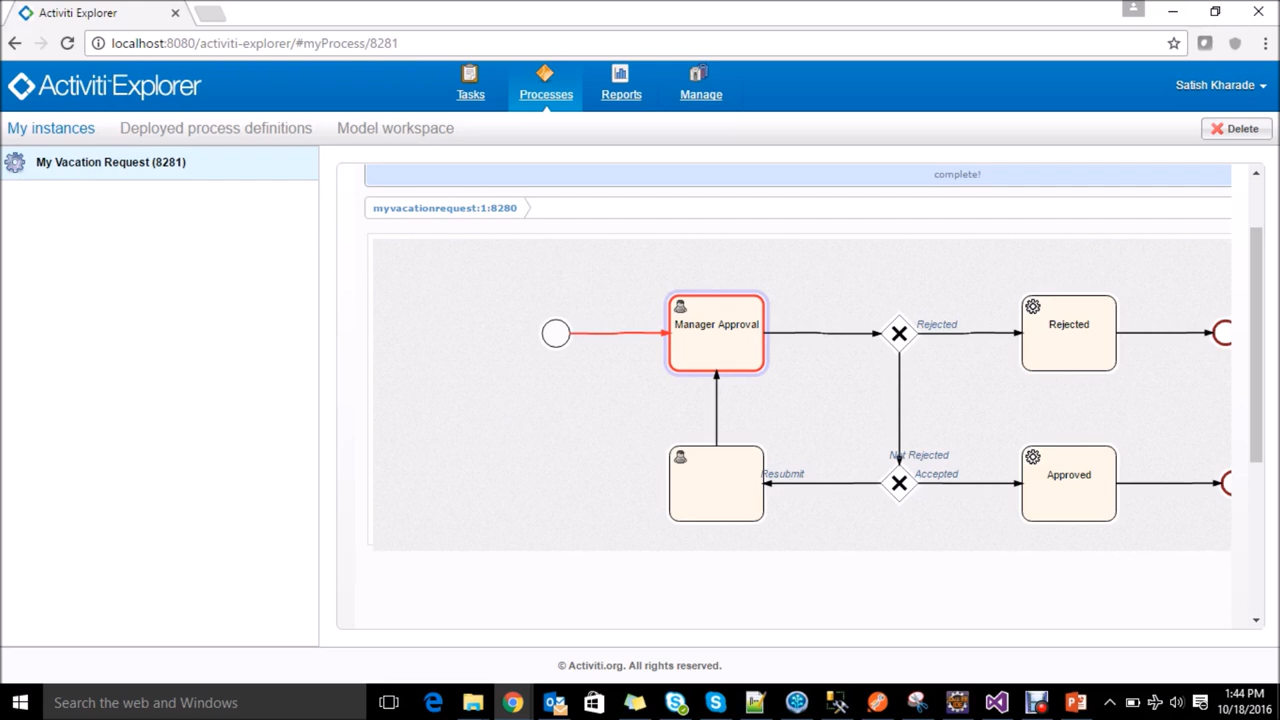 Activiti Explorer
localhost:8080/activiti-explorer/#myProcess/8281
Activiti Explorer
Tasks
Processes
Reports
Manage
Satish Kharade
My instances
Deployed process definitions
Model workspace
Delete
My Vacation Request (8281)
complete!
myvacationrequest:1:8280
Manager Approval
Rejected
Rejected
Not Rejected
Resubmit
Accepted
Approved
© Activiti.org. All rights reserved.
Search the web and Windows
1:44 PM
10/18/2016